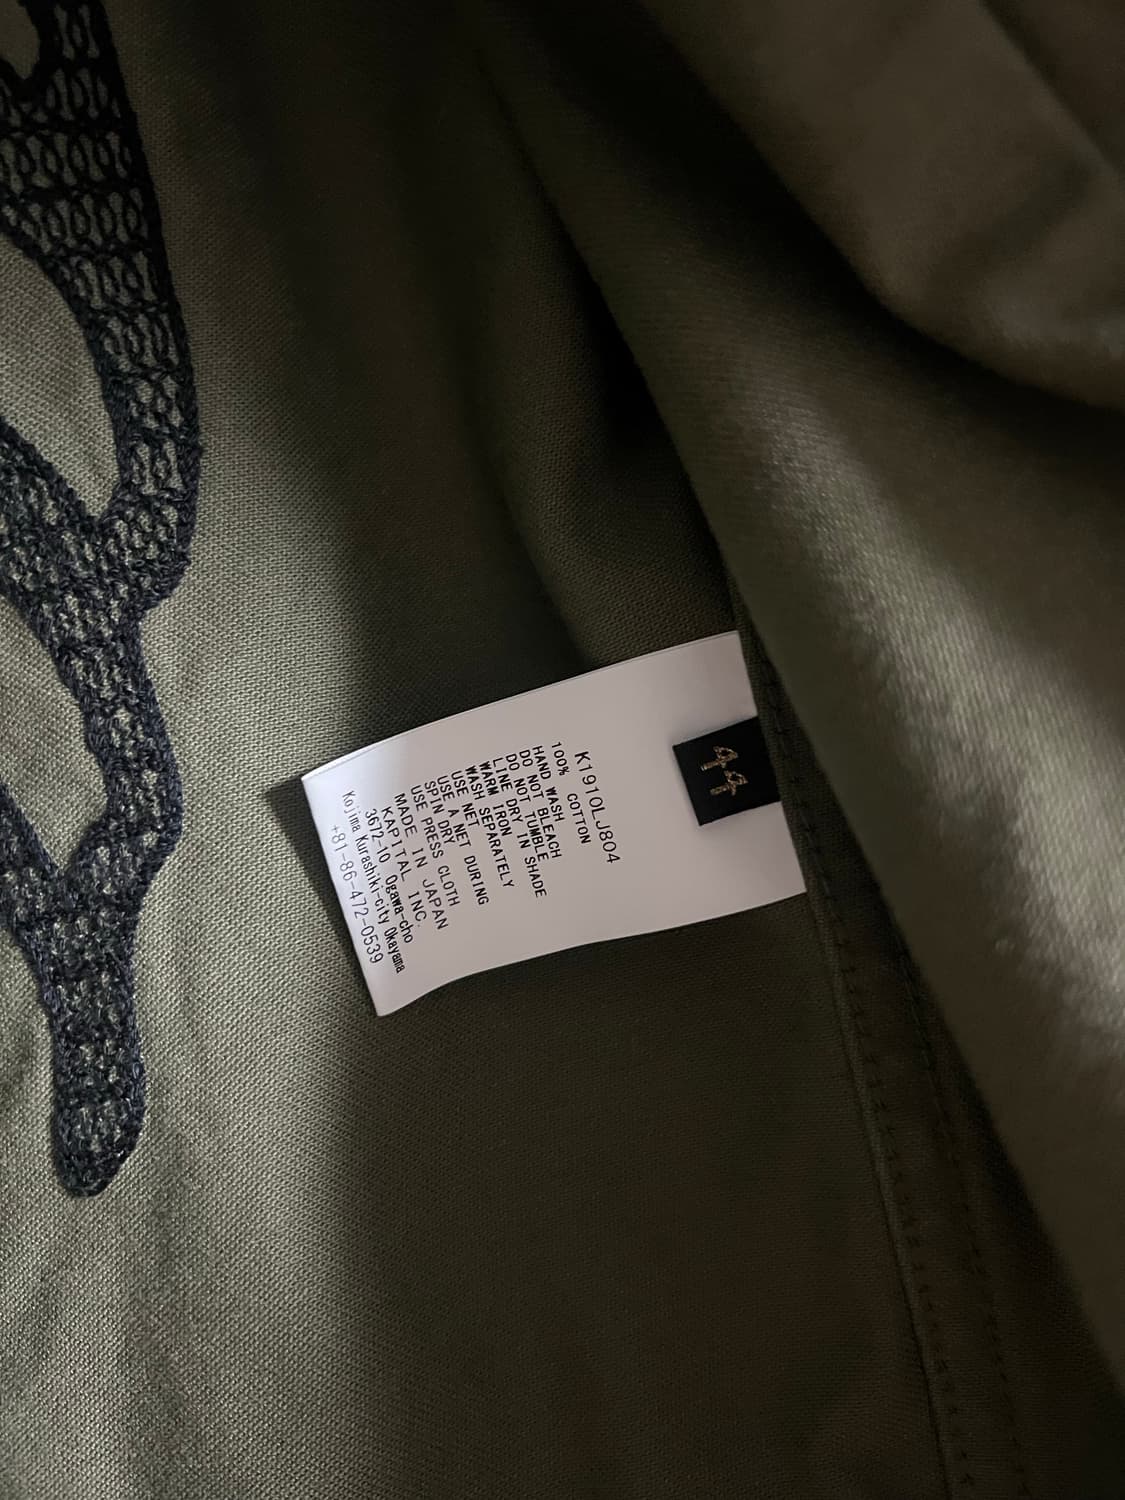 K1910LJ804
100% COTTON
HAND WASH
DO NOT BLEACH
DO NOT TUMBLE
LINE DRY IN SHADE
WARM IRON
WASH SEPARATELY
USE NET
USE A NET DURING
SPIN DRY
USE PRESS CLOTH
MADE IN JAPAN
KAPITAL INC.
3672-10 Ogawa-cho
Kojima Kurashiki-city Okayama
+81-86-472-0539